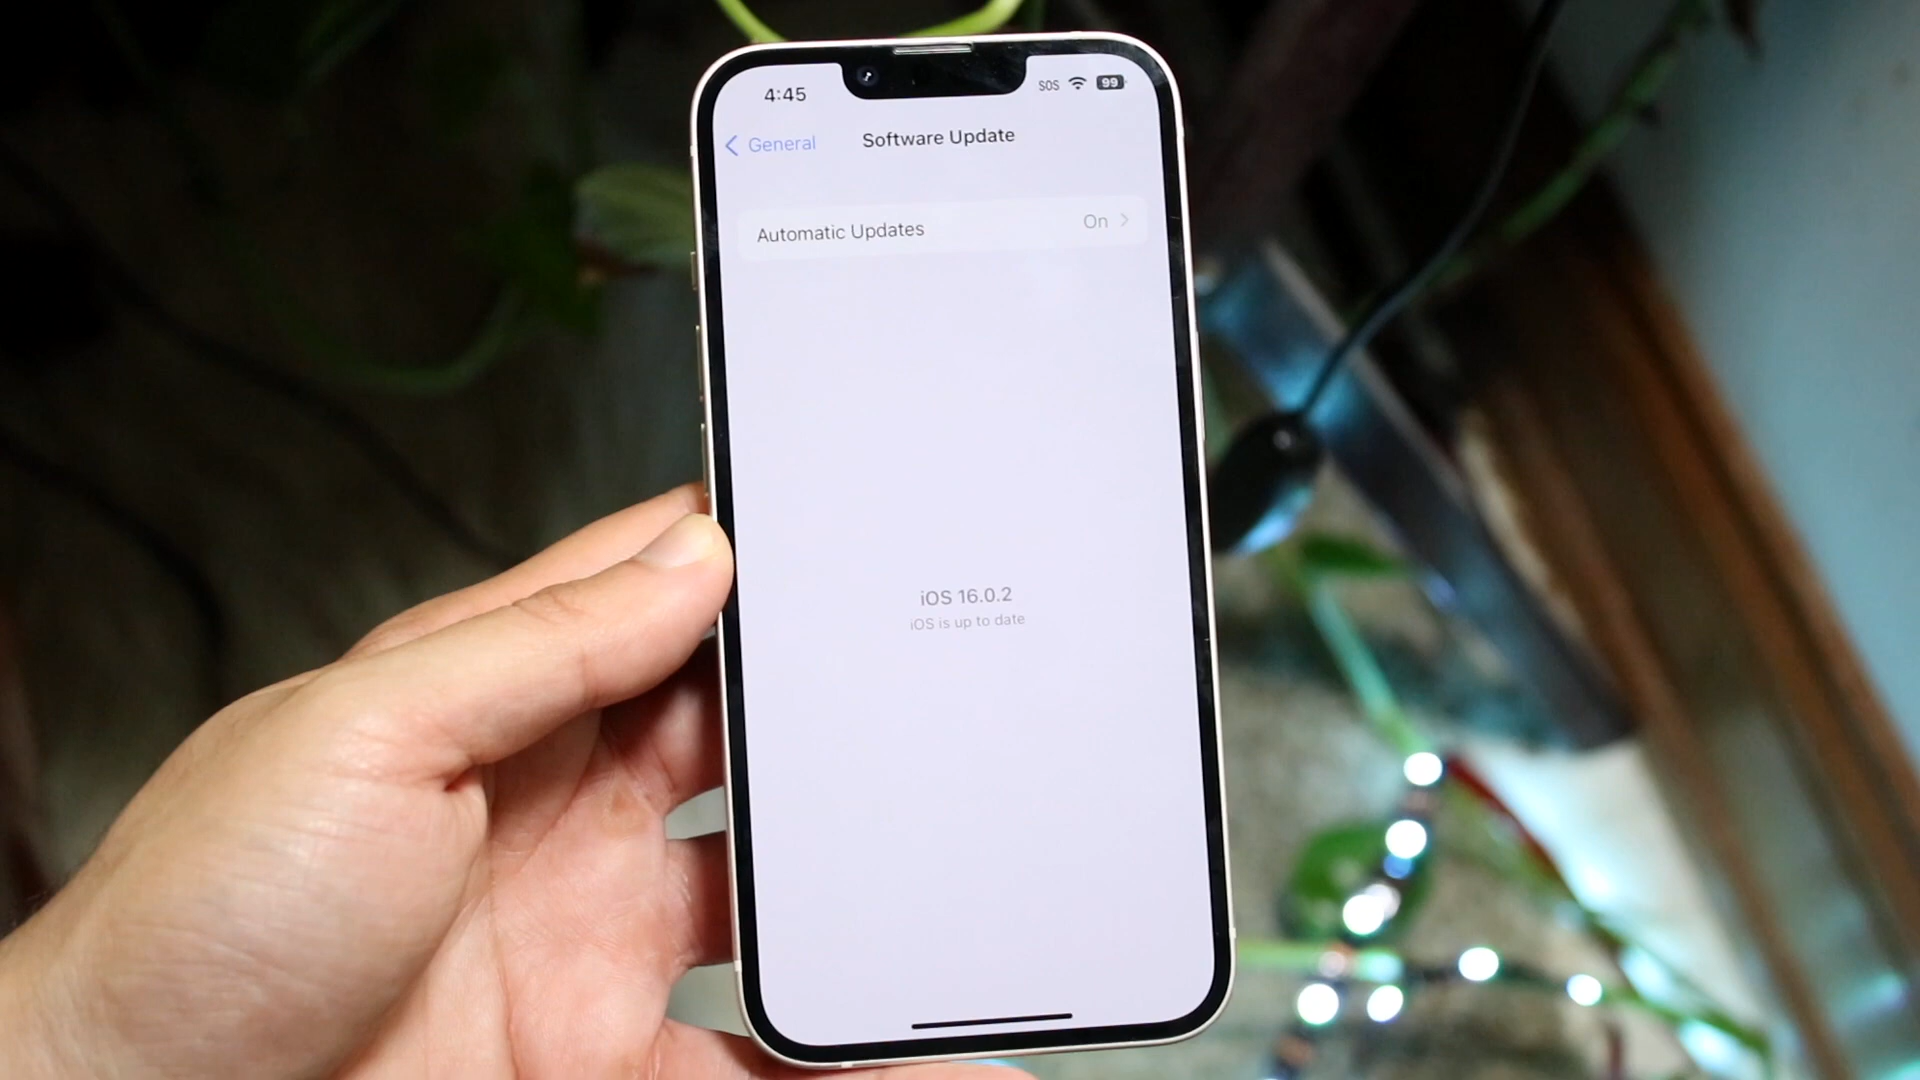 4:45
SOS
99
General
Software Update
Automatic Updates
On
iOS 16.0.2
iOS is up to date